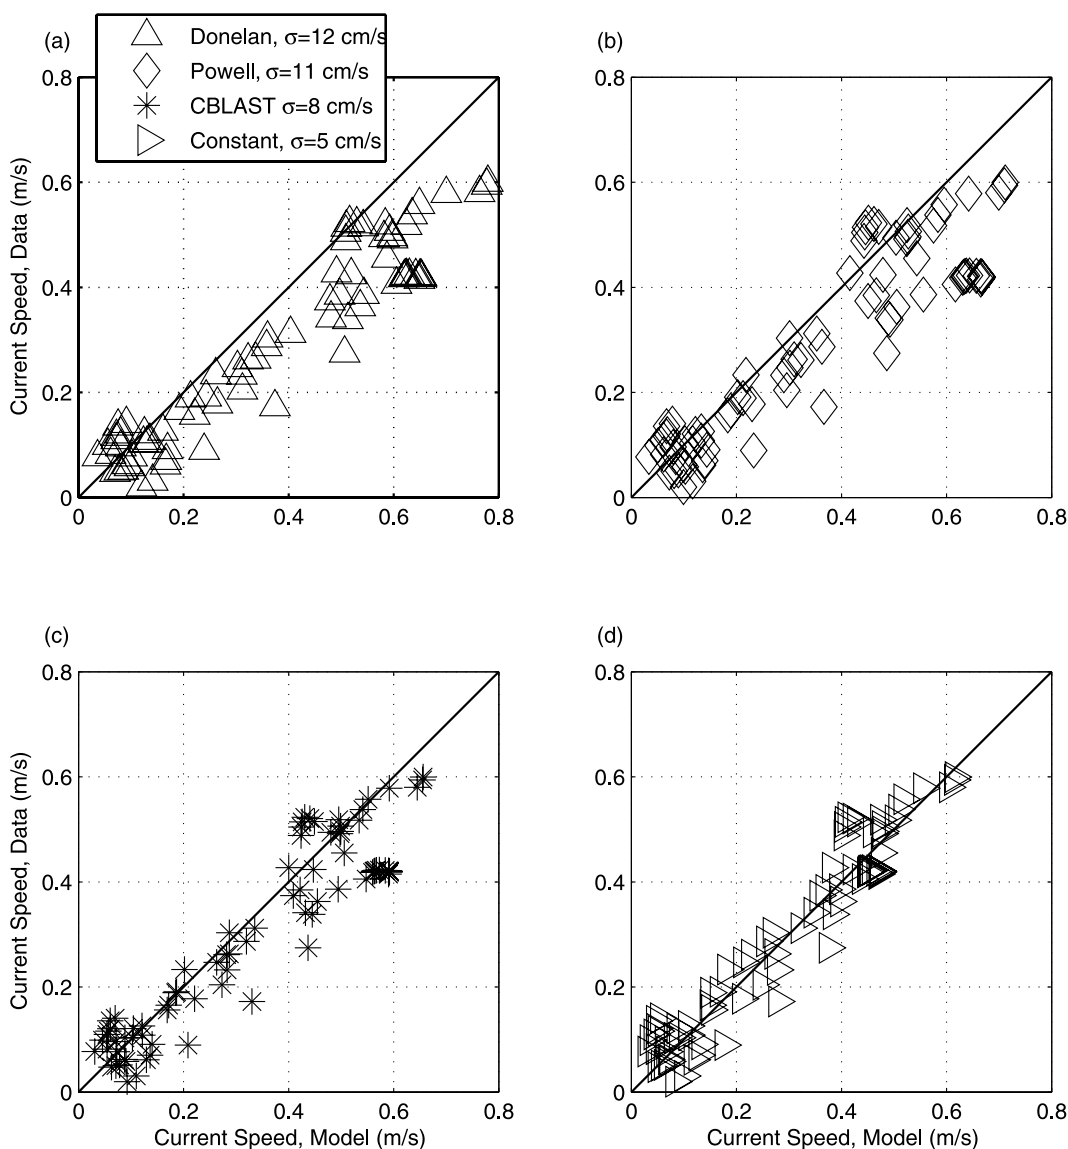 (a)
Donelan, σ=12 cm/s
Powell, σ=11 cm/s
CBLAST σ=8 cm/s
Constant, σ=5 cm/s
0.8
0.6
0.4
0.2
0
0 0.2 0.4 0.6 0.8
Current Speed, Data (m/s)
(b)
0.8
0.6
0.4
0.2
0
0 0.2 0.4 0.6 0.8
(c)
0.8
0.6
0.4
0.2
0
0 0.2 0.4 0.6 0.8
Current Speed, Data (m/s)
Current Speed, Model (m/s)
(d)
0.8
0.6
0.4
0.2
0
0 0.2 0.4 0.6 0.8
Current Speed, Model (m/s)